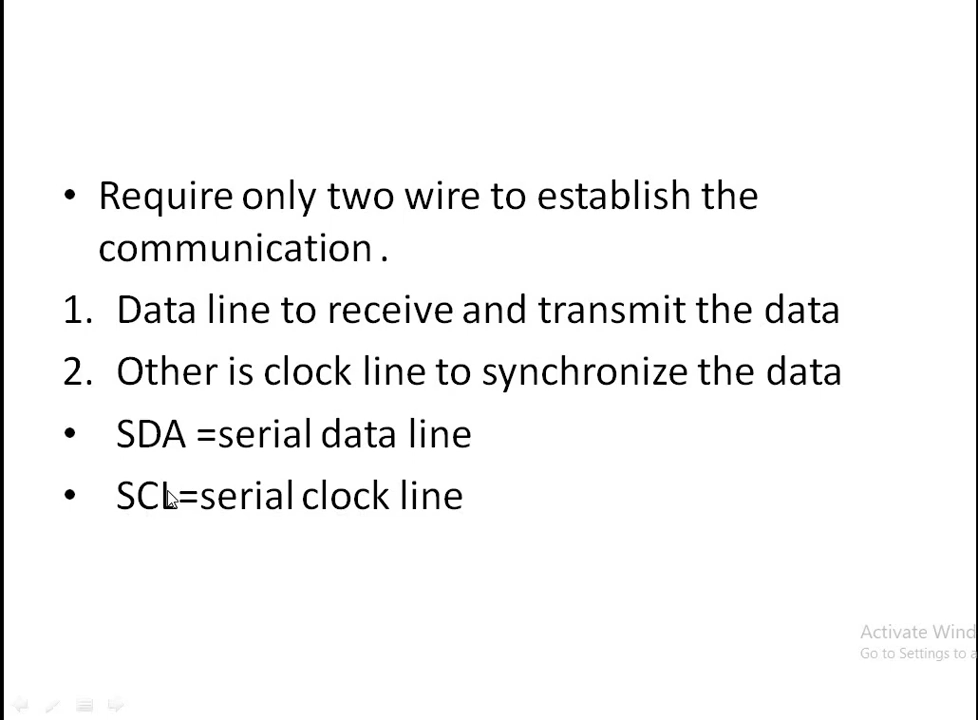 • Require only two wire to establish the
communication .
1. Data line to receive and transmit the data
2. Other is clock line to synchronize the data
• SDA =serial data line
• SCL=serial clock line
Activate Wind
Go to Settings to a